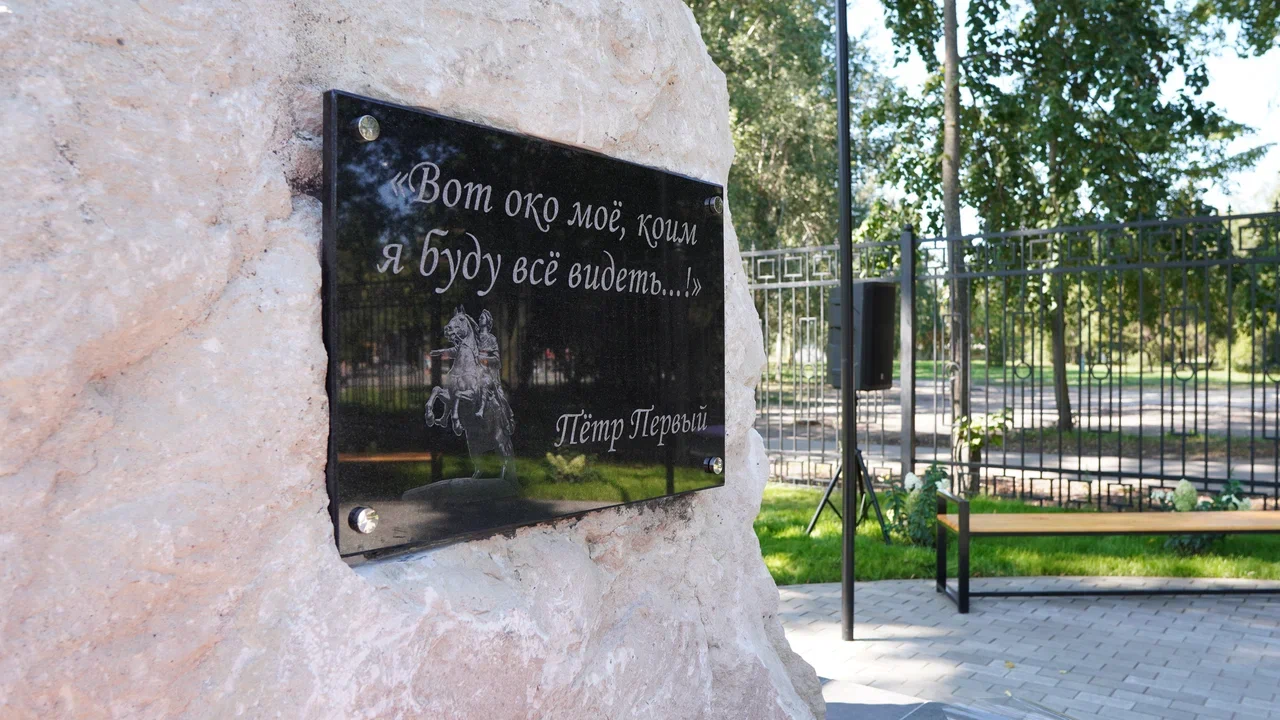 «Вот око моё, коим
я буду всё видеть...!»
Пётр Первый